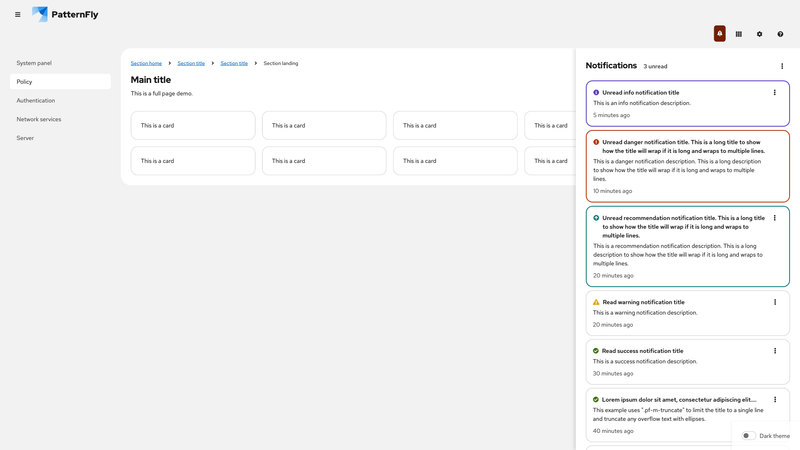 PatternFly
System panel
Policy
Authentication
Network services
Server
Section home
Section title
Section title
Section landing
Main title
This is a full page demo.
This is a card
This is a card
This is a card
This is a card
This is a card
This is a card
This is a card
This is a card
Notifications 3 unread
Unread info notification title
This is an info notification description.
5 minutes ago
Unread danger notification title. This is a long title to show
how the title will wrap if it is long and wraps to multiple lines.
This is a danger notification description. This is a long description
to show how the title will wrap if it is long and wraps to multiple
lines.
10 minutes ago
Unread recommendation notification title. This is a long title
to show how the title will wrap if it is long and wraps to
multiple lines.
This is a recommendation notification description. This is a long
description to show how the title will wrap if it is long and wraps to
multiple lines.
20 minutes ago
Read warning notification title
This is a warning notification description.
20 minutes ago
Read success notification title
This is a success notification description.
30 minutes ago
Lorem ipsum dolor sit amet, consectetur adipiscing elit....
This example uses ".pf-m-truncate" to limit the title to a single line
and truncate any overflow text with ellipses.
40 minutes ago
Dark theme